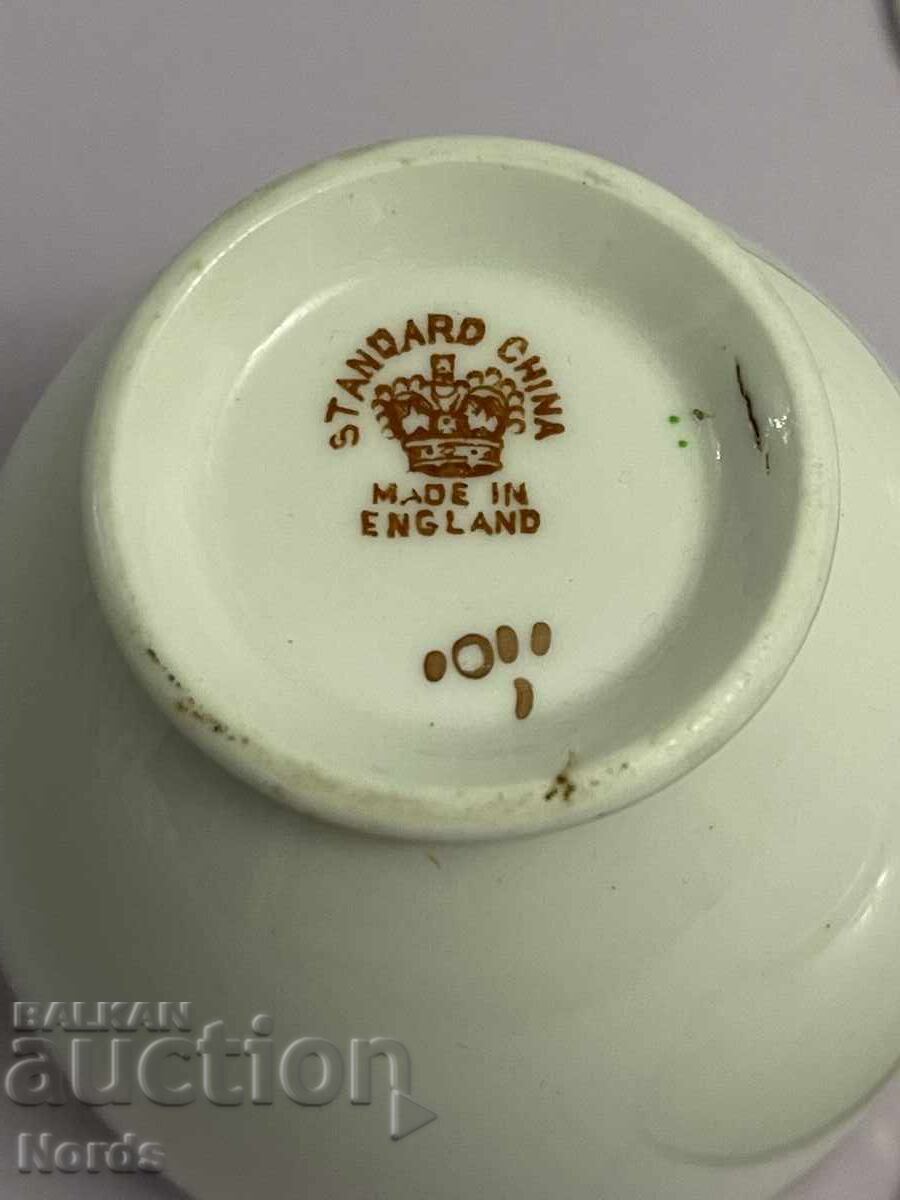 STANDARD CHINA
MADE IN
ENGLAND
BALKAN
auction
Nords